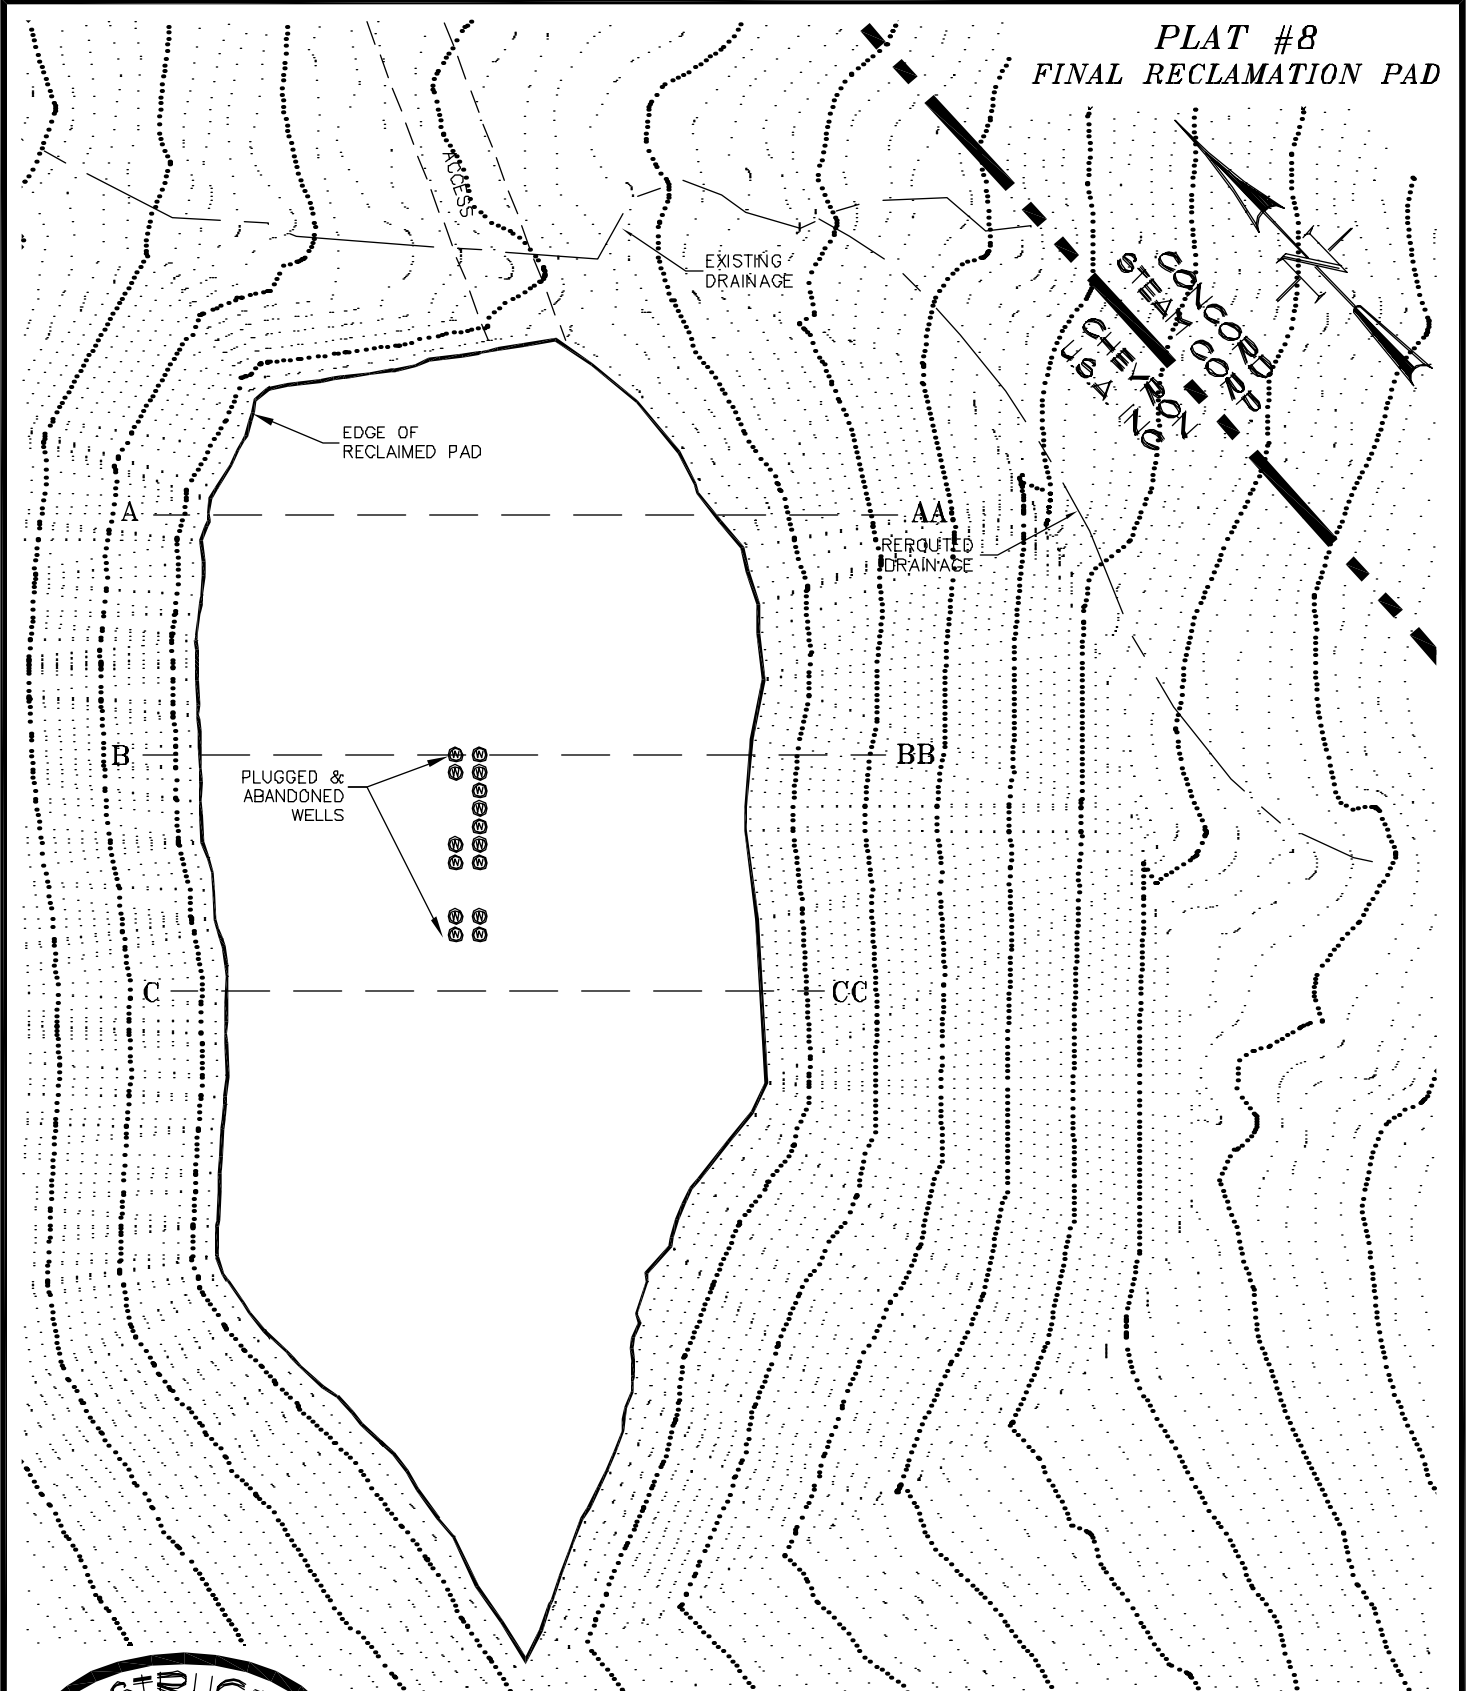 PLAT #8
FINAL RECLAMATION PAD
ACCESS
EXISTING
DRAINAGE
N
CONCORD
STEAM CORP
CHEVRON
USA INC
EDGE OF
RECLAIMED PAD
A
AA
REROUTED
DRAINAGE
B
BB
PLUGGED &
ABANDONED
WELLS
W W
W W
W
W
W
W W
W W
W W
W W
C
CC